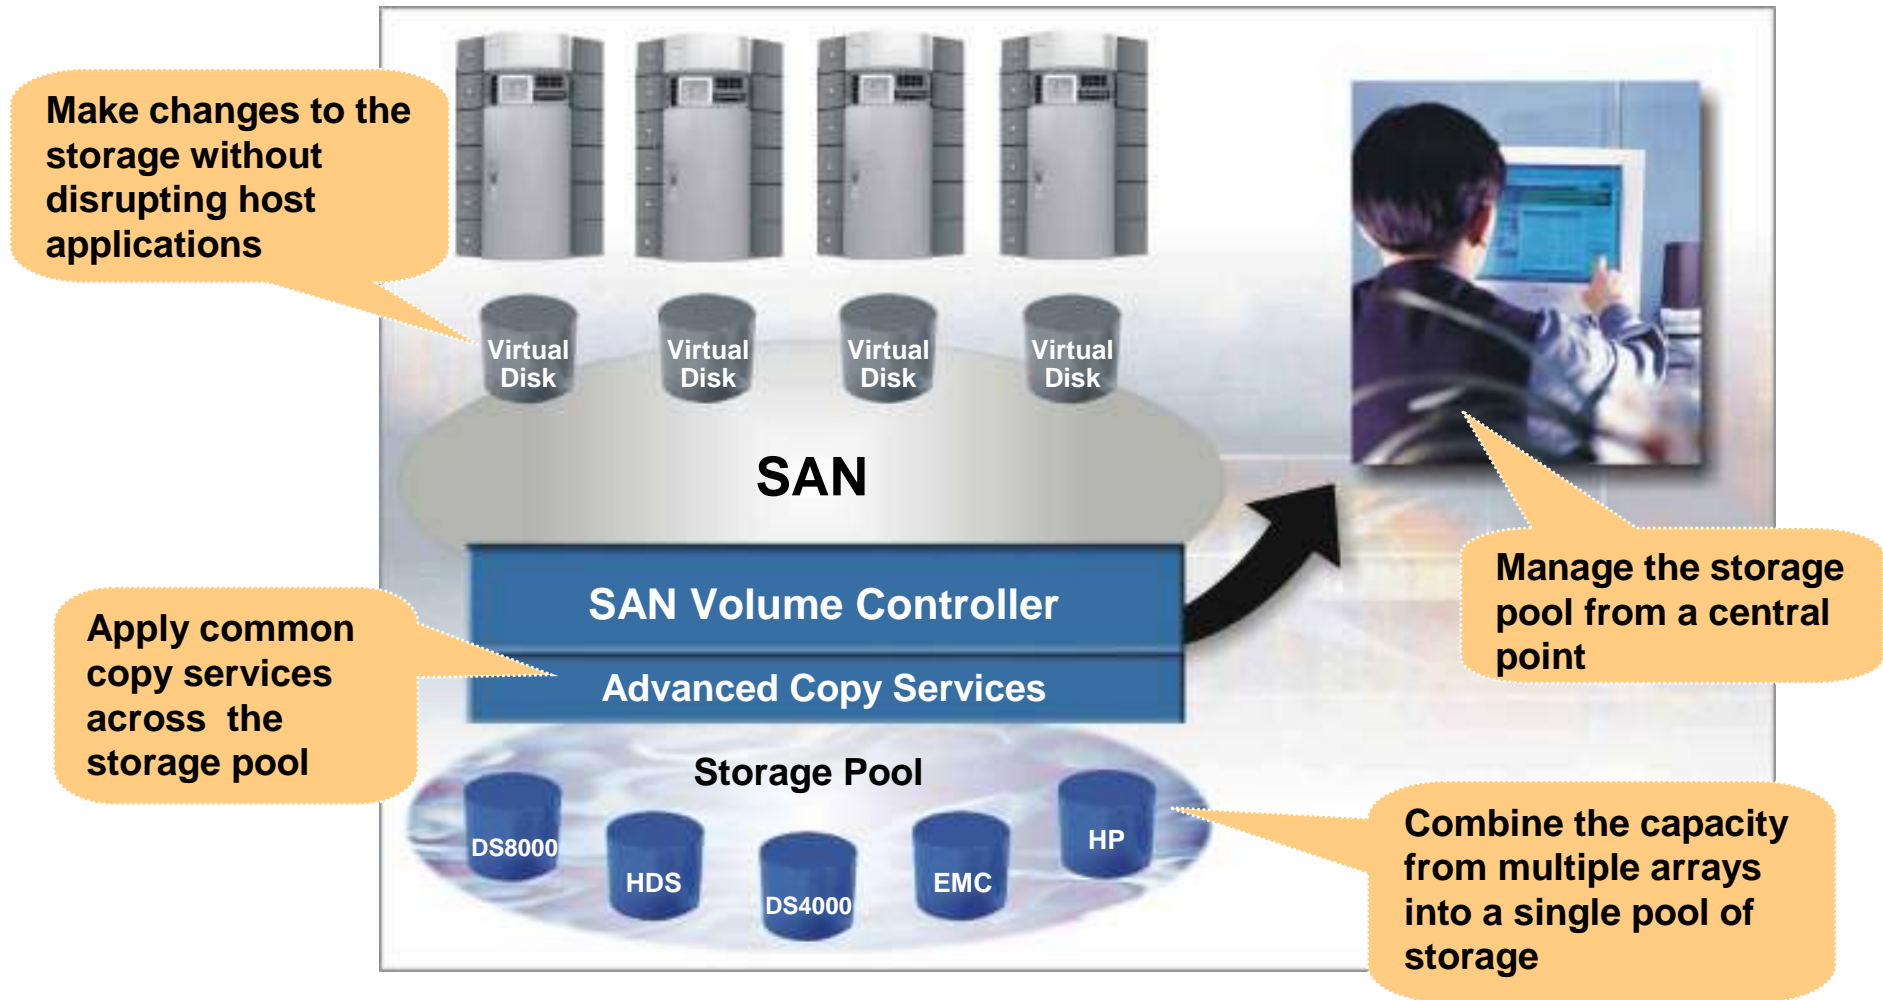 Make changes to the
storage without
disrupting host
applications
Virtual
Disk
Virtual
Disk
Virtual
Disk
Virtual
Disk
SAN
SAN Volume Controller
Advanced Copy Services
Manage the storage
pool from a central
point
Apply common
copy services
across  the
storage pool
Storage Pool
DS8000
HDS
DS4000
EMC
HP
Combine the capacity
from multiple arrays
into a single pool of
storage